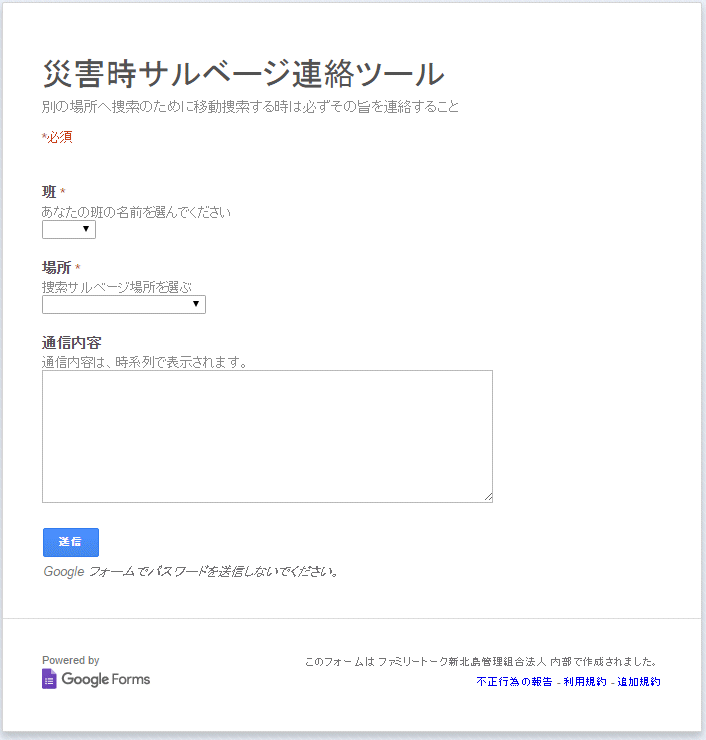 災害時サルベージ連絡ツール
別の場所へ捜索のために移動捜索する時は必ずその旨を連絡すること
*必須
班 *
あなたの班の名前を選んでください
場所 *
捜索サルベージ場所を選ぶ
通信内容
通信内容は、時系列で表示されます。
送信
Google フォームでパスワードを送信しないでください。
Powered by
Google Forms
このフォームは ファミリートーク新北島管理組合法人 内部で作成されました。
不正行為の報告 - 利用規約 - 追加規約